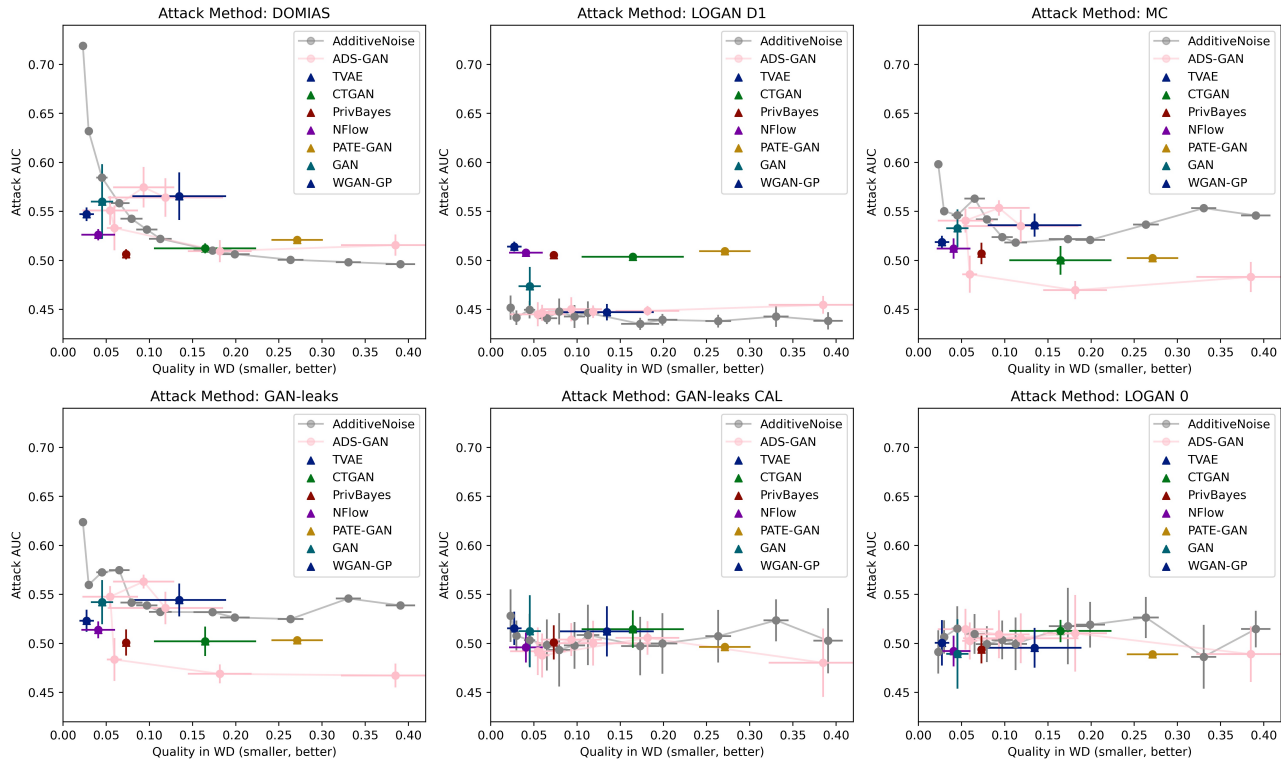 Attack Method: DOMIAS
Attack AUC
0.70
0.65
0.60
0.55
0.50
0.45
AdditiveNoise
ADS-GAN
TVAE
CTGAN
PrivBayes
NFlow
PATE-GAN
GAN
WGAN-GP
0.00 0.05 0.10 0.15 0.20 0.25 0.30 0.35 0.40
Quality in WD (smaller, better)
Attack Method: LOGAN D1
Attack AUC
0.70
0.65
0.60
0.55
0.50
0.45
AdditiveNoise
ADS-GAN
TVAE
CTGAN
PrivBayes
NFlow
PATE-GAN
GAN
WGAN-GP
0.00 0.05 0.10 0.15 0.20 0.25 0.30 0.35 0.40
Quality in WD (smaller, better)
Attack Method: MC
Attack AUC
0.70
0.65
0.60
0.55
0.50
0.45
AdditiveNoise
ADS-GAN
TVAE
CTGAN
PrivBayes
NFlow
PATE-GAN
GAN
WGAN-GP
0.00 0.05 0.10 0.15 0.20 0.25 0.30 0.35 0.40
Quality in WD (smaller, better)
Attack Method: GAN-leaks
Attack AUC
0.70
0.65
0.60
0.55
0.50
0.45
AdditiveNoise
ADS-GAN
TVAE
CTGAN
PrivBayes
NFlow
PATE-GAN
GAN
WGAN-GP
0.00 0.05 0.10 0.15 0.20 0.25 0.30 0.35 0.40
Quality in WD (smaller, better)
Attack Method: GAN-leaks CAL
Attack AUC
0.70
0.65
0.60
0.55
0.50
0.45
AdditiveNoise
ADS-GAN
TVAE
CTGAN
PrivBayes
NFlow
PATE-GAN
GAN
WGAN-GP
0.00 0.05 0.10 0.15 0.20 0.25 0.30 0.35 0.40
Quality in WD (smaller, better)
Attack Method: LOGAN 0
Attack AUC
0.70
0.65
0.60
0.55
0.50
0.45
AdditiveNoise
ADS-GAN
TVAE
CTGAN
PrivBayes
NFlow
PATE-GAN
GAN
WGAN-GP
0.00 0.05 0.10 0.15 0.20 0.25 0.30 0.35 0.40
Quality in WD (smaller, better)